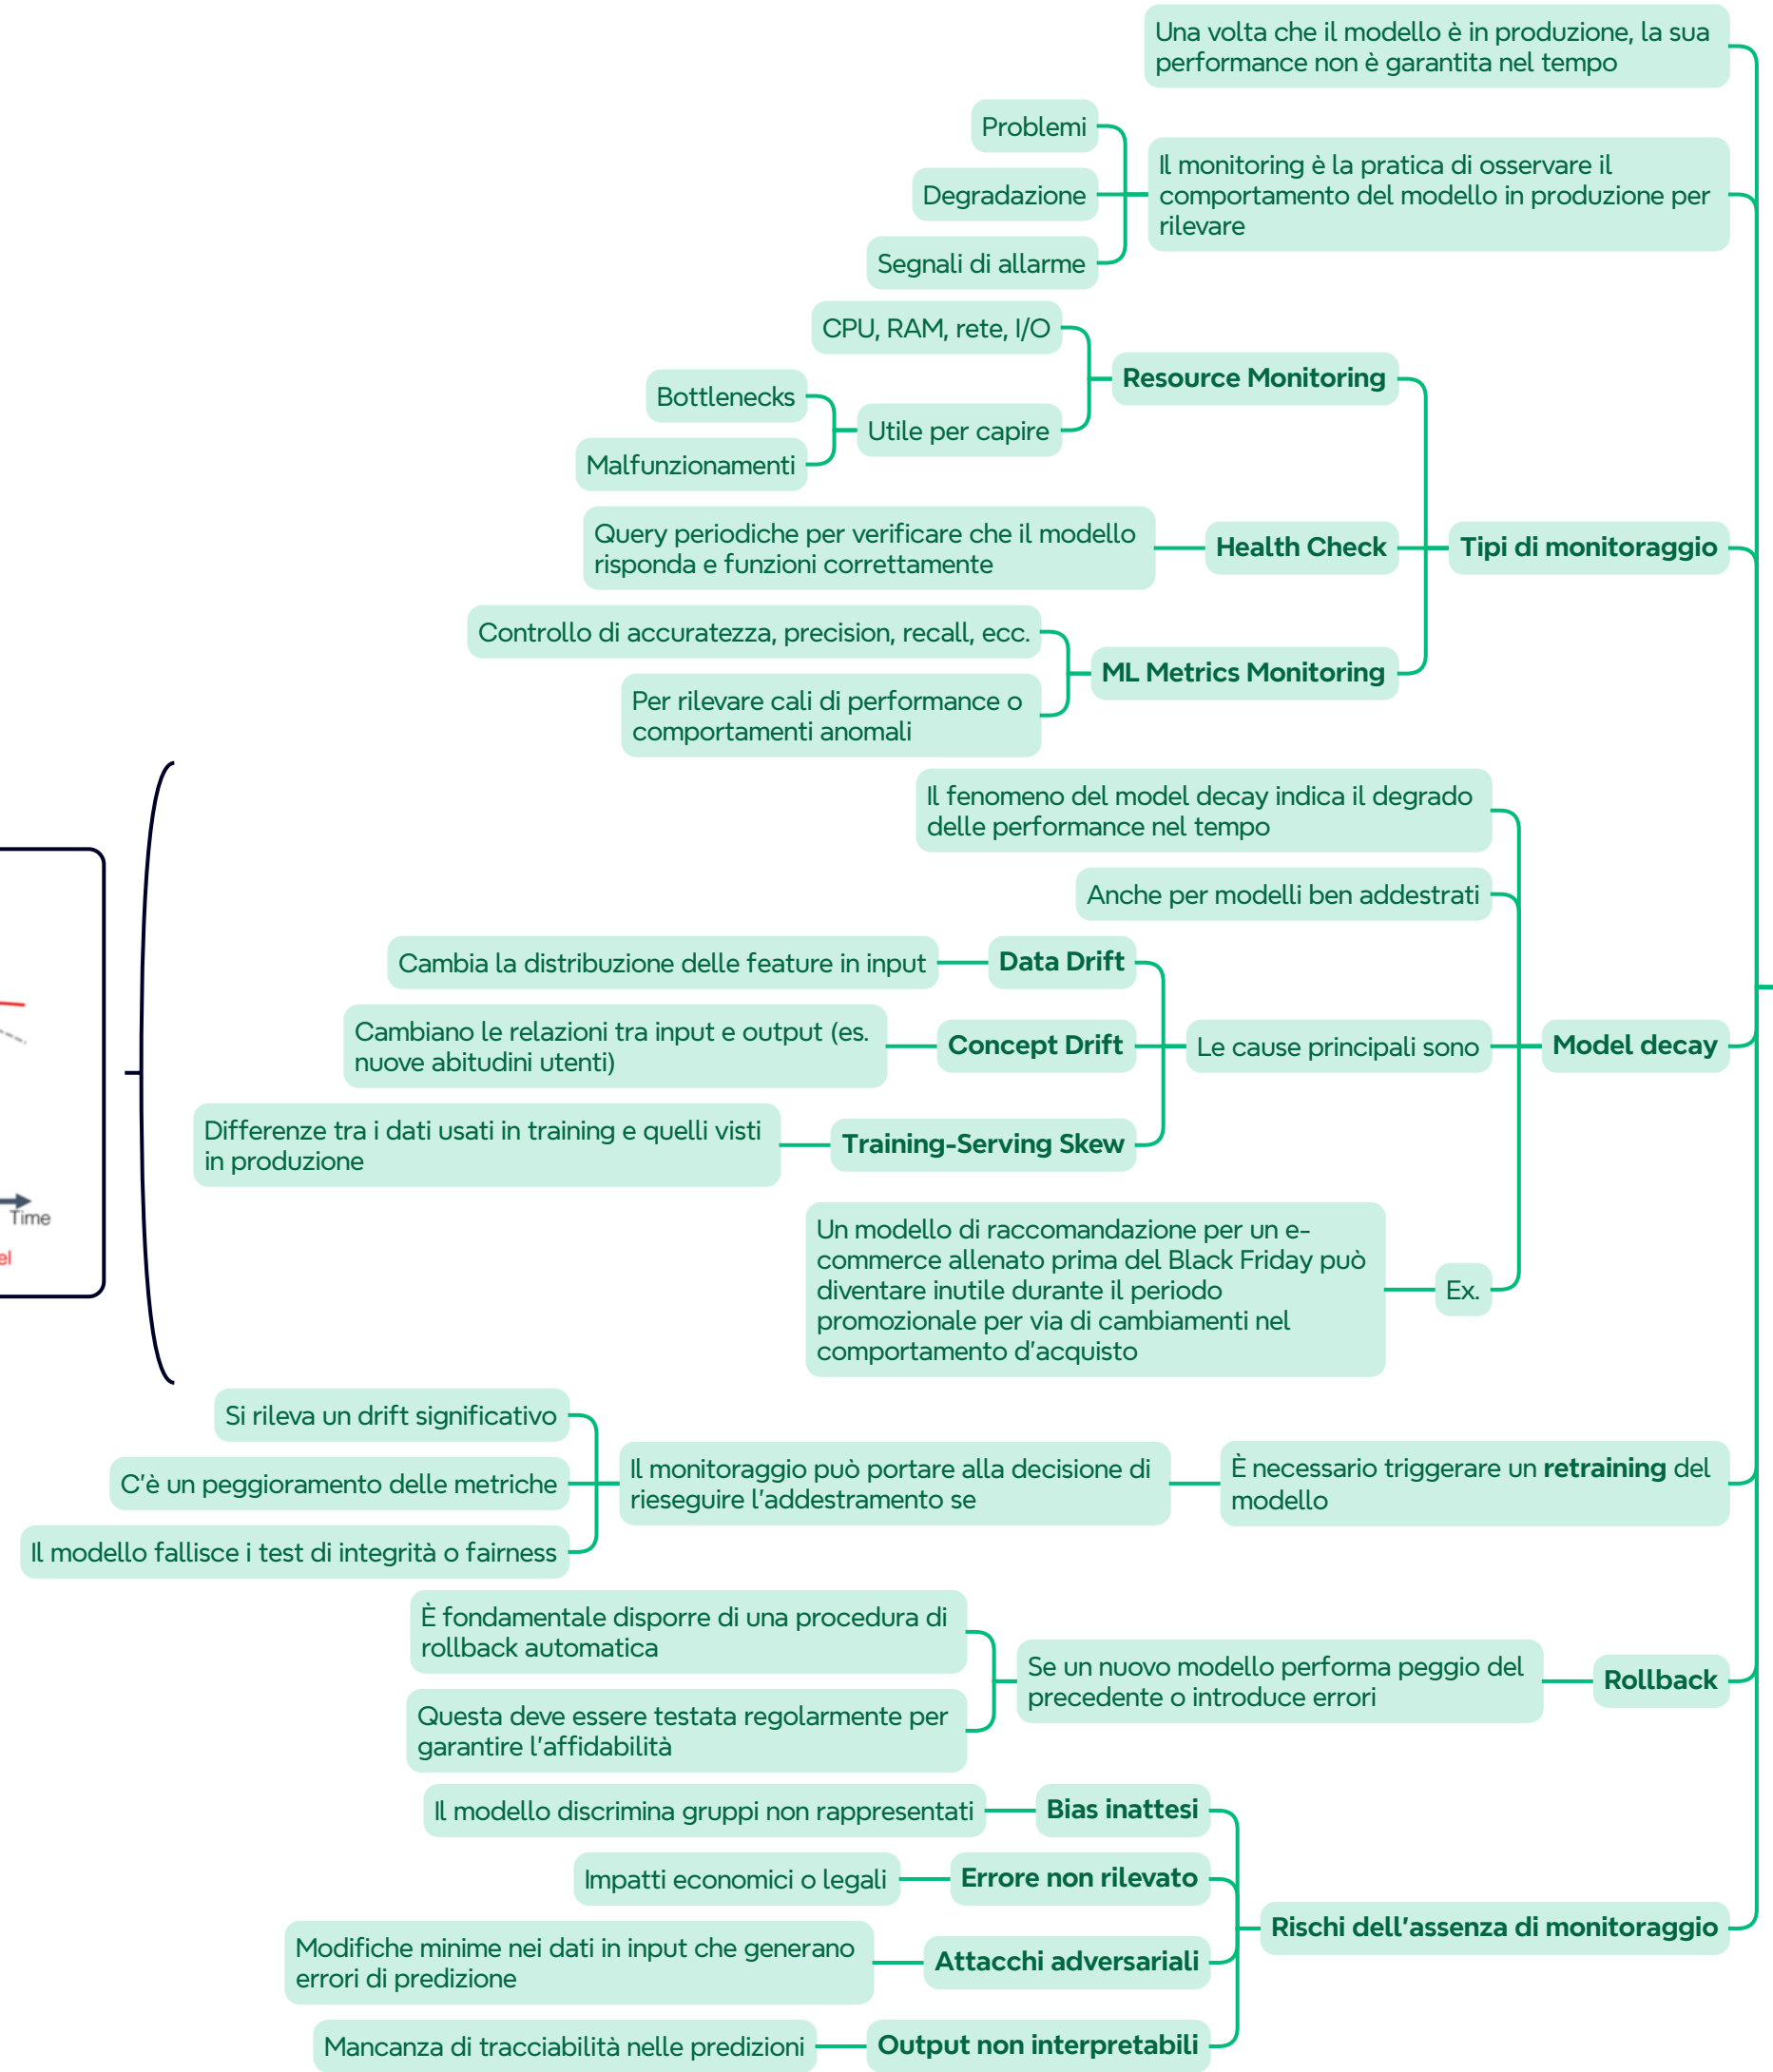 Una volta che il modello è in produzione, la sua
performance non è garantita nel tempo
Il monitoring è la pratica di osservare il
comportamento del modello in produzione per
rilevare
Problemi
Degradazione
Segnali di allarme
Tipi di monitoraggio
Resource Monitoring
CPU, RAM, rete, I/O
Utile per capire
Bottlenecks
Malfunzionamenti
Health Check
Query periodiche per verificare che il modello
risponda e funzioni correttamente
ML Metrics Monitoring
Controllo di accuratezza, precision, recall, ecc.
Per rilevare cali di performance o
comportamenti anomali
Model decay
Il fenomeno del model decay indica il degrado
delle performance nel tempo
Anche per modelli ben addestrati
Le cause principali sono
Data Drift
Cambia la distribuzione delle feature in input
Concept Drift
Cambiano le relazioni tra input e output (es.
nuove abitudini utenti)
Training-Serving Skew
Differenze tra i dati usati in training e quelli visti
in produzione
Ex.
Un modello di raccomandazione per un e-
commerce allenato prima del Black Friday può
diventare inutile durante il periodo
promozionale per via di cambiamenti nel
comportamento d'acquisto
Time
el
È necessario triggerare un retraining del
modello
Il monitoraggio può portare alla decisione di
rieseguire l'addestramento se
Si rileva un drift significativo
C'è un peggioramento delle metriche
Il modello fallisce i test di integrità o fairness
Rollback
Se un nuovo modello performa peggio del
precedente o introduce errori
È fondamentale disporre di una procedura di
rollback automatica
Questa deve essere testata regolarmente per
garantire l'affidabilità
Rischi dell'assenza di monitoraggio
Bias inattesi
Il modello discrimina gruppi non rappresentati
Errore non rilevato
Impatti economici o legali
Attacchi adversariali
Modifiche minime nei dati in input che generano
errori di predizione
Output non interpretabili
Mancanza di tracciabilità nelle predizioni